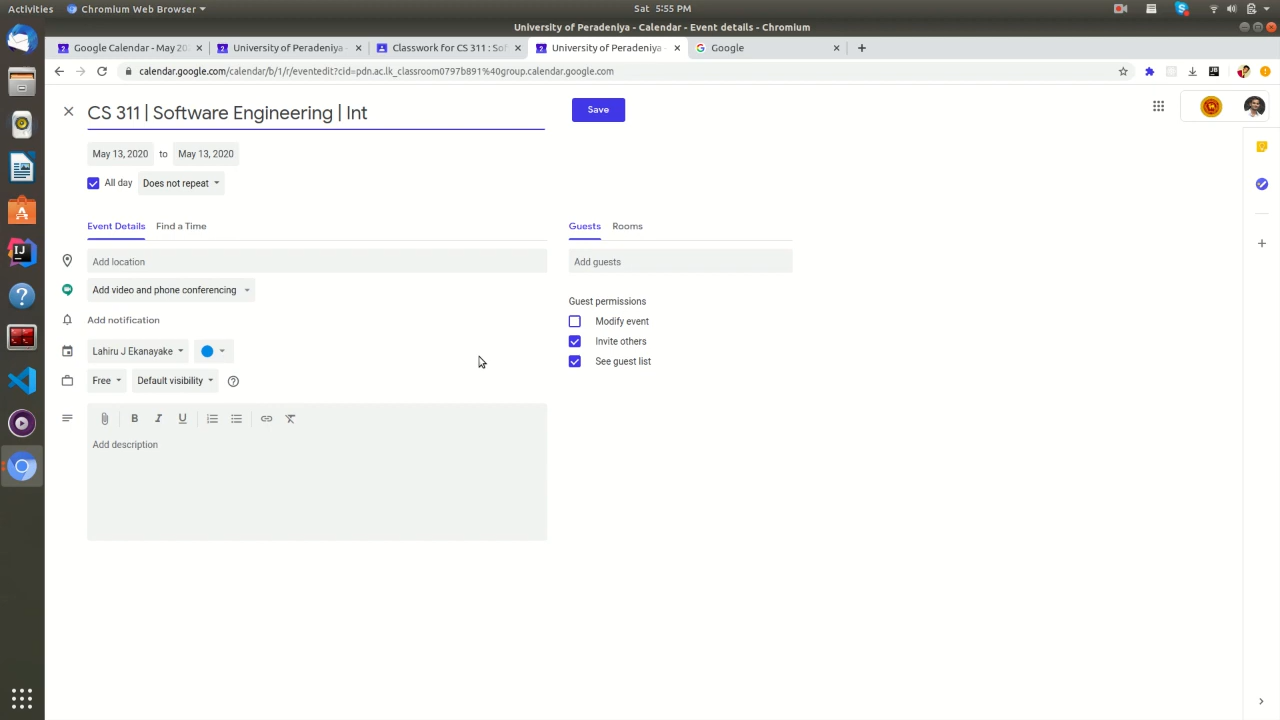 Activities
Chromium Web Browser
Sat 5:55 PM
University of Peradeniya - Calendar - Event details - Chromium
Google Calendar - May 20
University of Peradeniya -
Classwork for CS 311 : So
University of Peradeniya -
Google
calendar.google.com/calendar/b/1/r/eventedit?cid=pdn.ac.lk_classroom0797b891%40group.calendar.google.com
CS 311 | Software Engineering | Int
Save
May 13, 2020 to May 13, 2020
All day Does not repeat
Event Details Find a Time
Guests Rooms
Add location
Add guests
Add video and phone conferencing
Guest permissions
Add notification
Modify event
Invite others
Lahiru J Ekanayake
See guest list
Free Default visibility
B I U
Add description